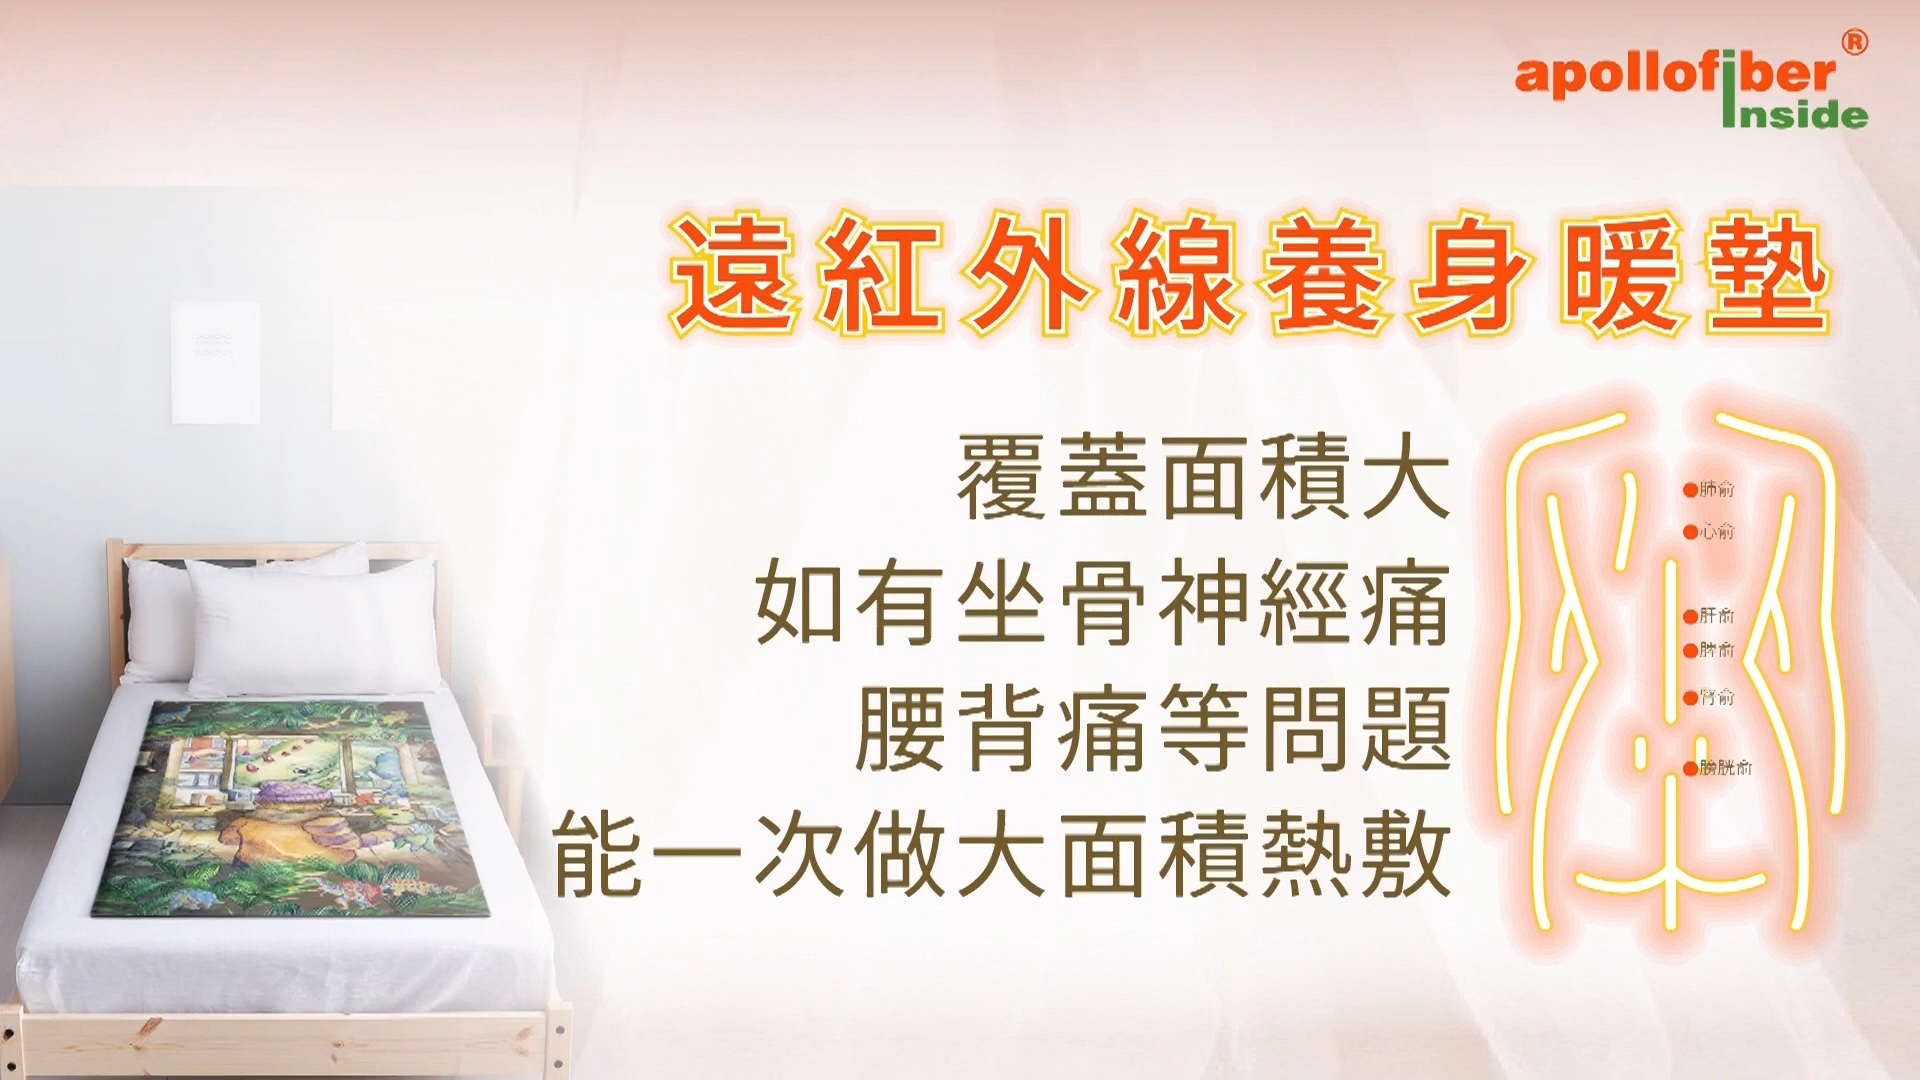 apollofiber®
Inside
遠紅外線養身暖墊
覆蓋面積大
如有坐骨神經痛
腰背痛等問題
能一次做大面積熱敷
肺俞
心俞
肝俞
脾俞
腎俞
膀胱俞